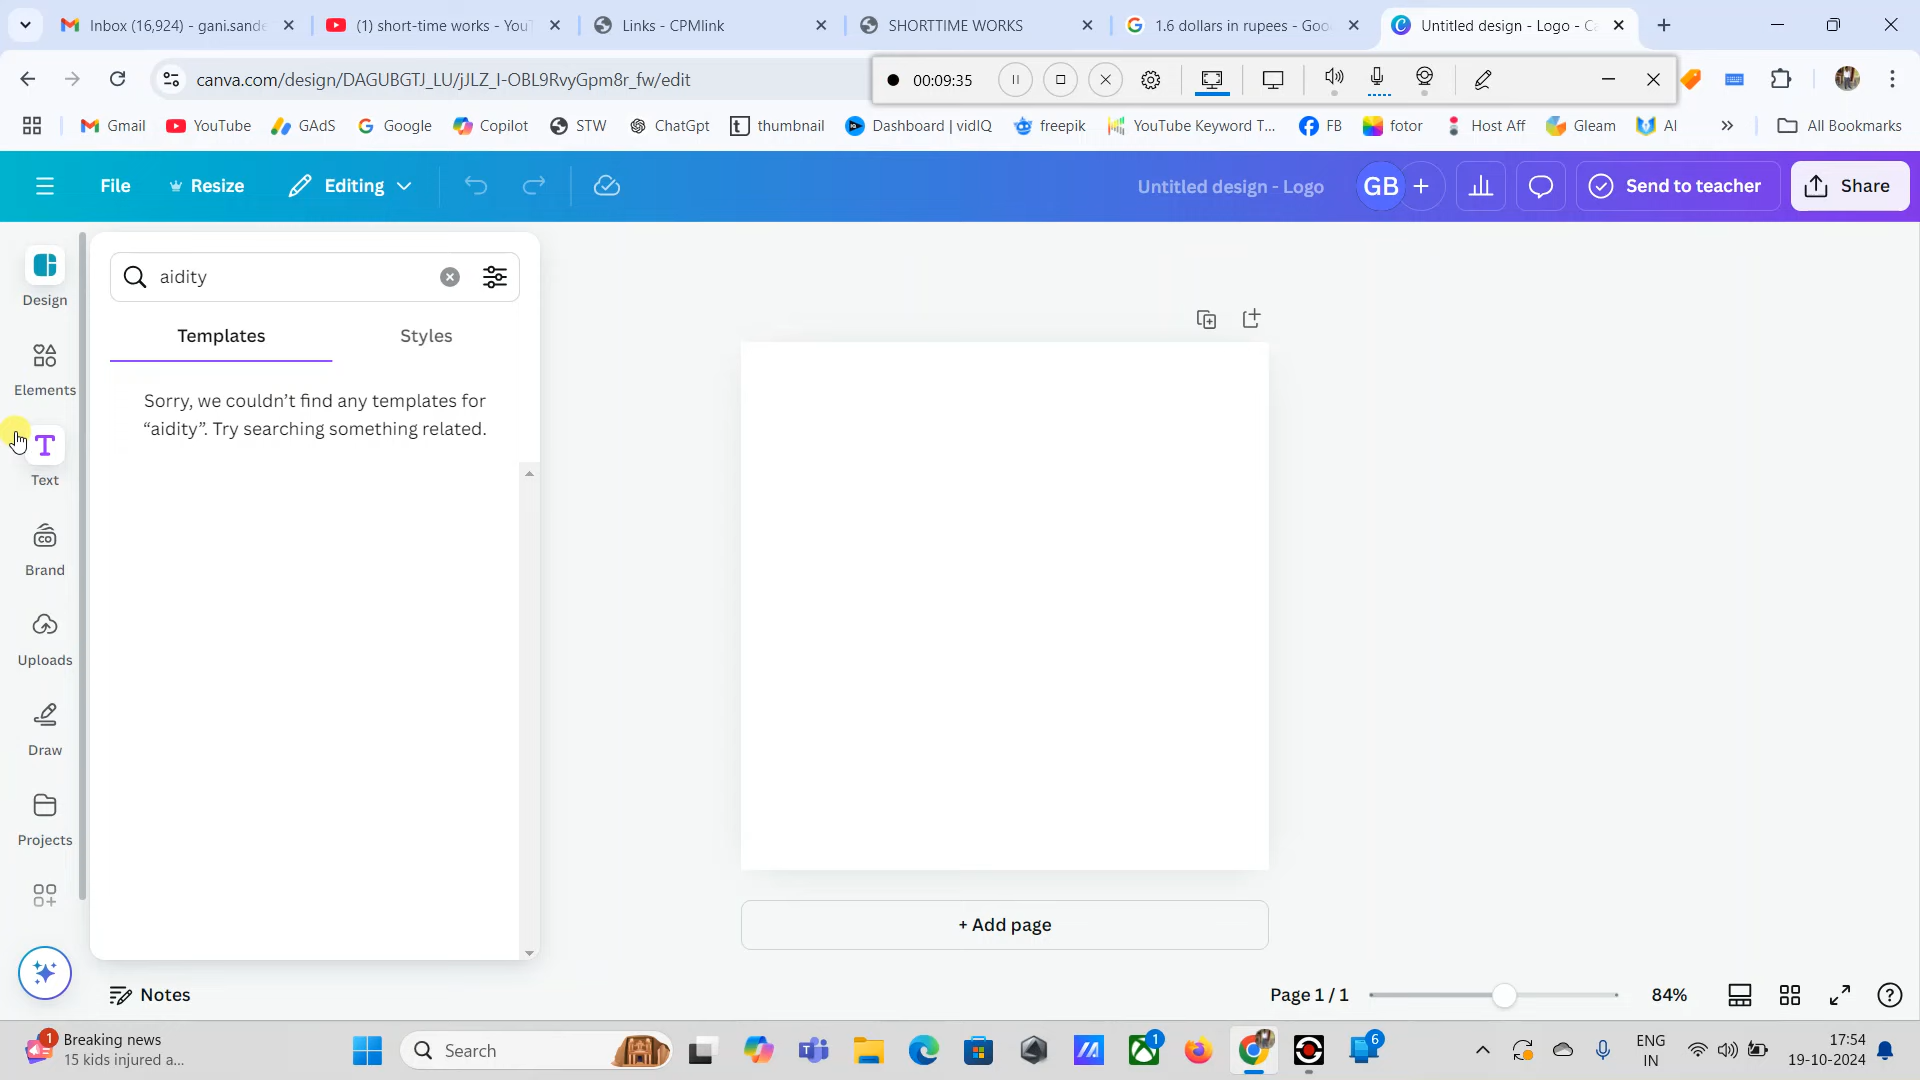 Inbox (16,924) - gani.sande
(1) short-time works - You
Links - CPMlink
SHORTTIME WORKS
1.6 dollars in rupees - Goo
Untitled design - Logo - Ca
canva.com/design/DAGUBGTJ_LU/jJLZ_I-OBL9RvyGpm8r_fw/edit
00:09:35
Gmail
YouTube
GAdS
Google
Copilot
STW
ChatGpt
thumbnail
Dashboard | vidIQ
freepik
YouTube Keyword T...
FB
fotor
Host Aff
Gleam
AI
All Bookmarks
File
Resize
Editing
Untitled design - Logo
GB
Send to teacher
Share
Design
Elements
Text
Brand
Uploads
Draw
Projects
aidity
Templates
Styles
Sorry, we couldn’t find any templates for
“aidity”. Try searching something related.
+ Add page
Notes
Page 1 / 1
84%
Breaking news
15 kids injured a...
Search
1
6
ENG
IN
17:54
19-10-2024